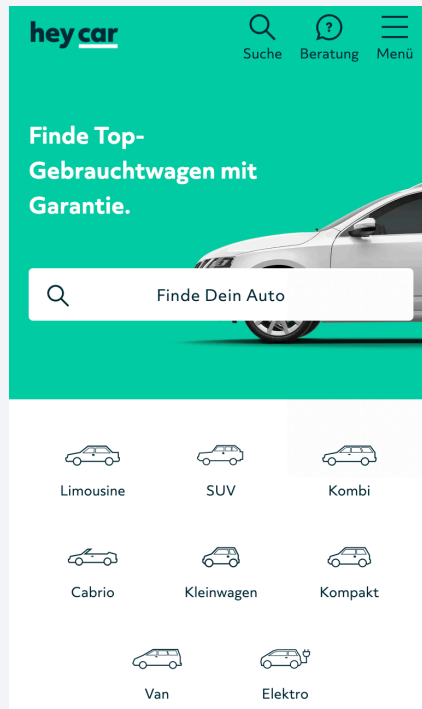 hey car
Suche Beratung Menü
Finde Top-
Gebrauchtwagen mit
Garantie.
Finde Dein Auto
Limousine SUV Kombi
Cabrio Kleinwagen Kompakt
Van Elektro